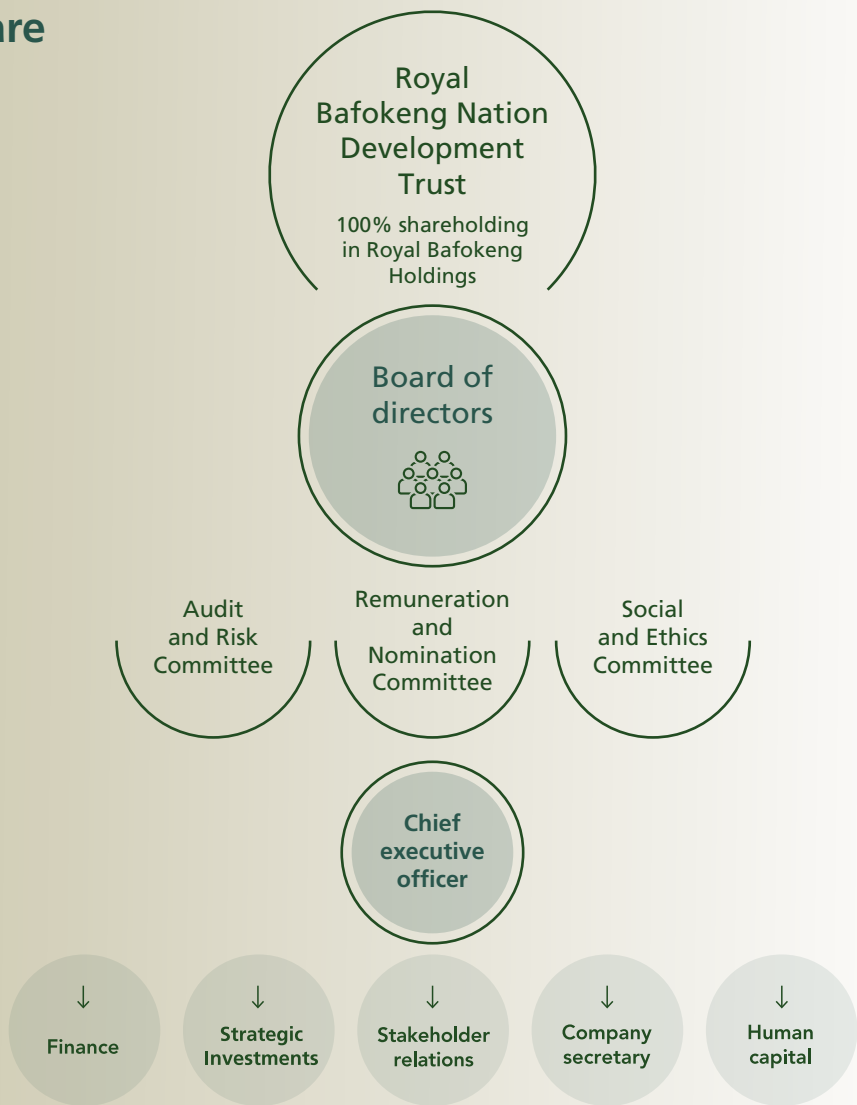 Royal
Bafokeng Nation
Development
Trust
100% shareholding
in Royal Bafokeng
Holdings
Board of
directors
Audit
and Risk
Committee
Remuneration
and
Nomination
Committee
Social
and Ethics
Committee
Chief
executive
officer
↓
Finance
↓
Strategic
Investments
↓
Stakeholder
relations
↓
Company
secretary
↓
Human
capital